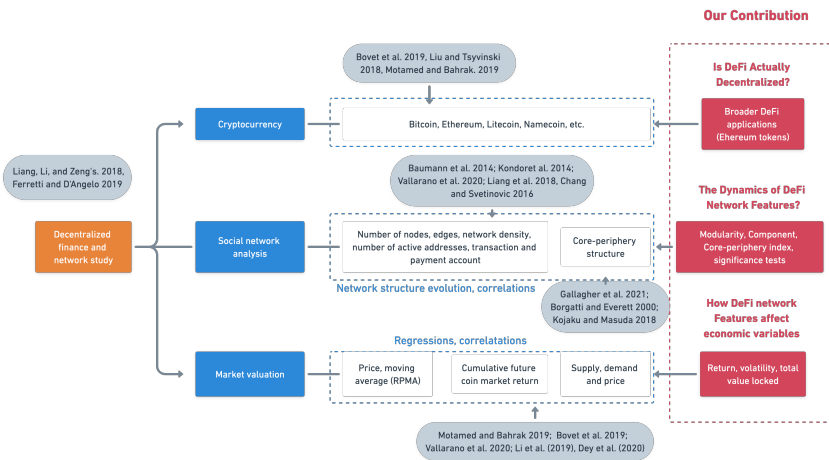 Our Contribution
Bovet et al. 2019, Liu and Tsyvinski
2018, Motamed and Bahrak. 2019
Is DeFi Actually
Decentralized?
Cryptocurrency
Bitcoin, Ethereum, Litecoin, Namecoin, etc.
Broader DeFi
applications
(Ehereum tokens)
Liang, Li, and Zeng's. 2018,
Ferretti and D'Angelo 2019
Baumann et al. 2014; Kondoret al. 2014;
Vallarano et al. 2020; Liang et al. 2018, Chang
and Svetinovic 2016
The Dynamics of DeFi
Network Features?
Decentralized
finance and
network study
Social network
analysis
Number of nodes, edges, network density,
number of active addresses, transaction and
payment account
Core-periphery
structure
Modularity, Component,
Core-periphery index,
significance tests
Network structure evolution, correlations
Gallagher et al. 2021;
Borgatti and Everett 2000;
Kojaku and Masuda 2018
How DeFi network
Features affect
economic variables
Regressions, correlatations
Market valuation
Price, moving
average (RPMA)
Cumulative future
coin market return
Supply, demand
and price
Return, volatility, total
value locked
Motamed and Bahrak 2019; Bovet et al. 2019;
Vallarano et al. 2020; Li et al. (2019), Dey et al. (2020)